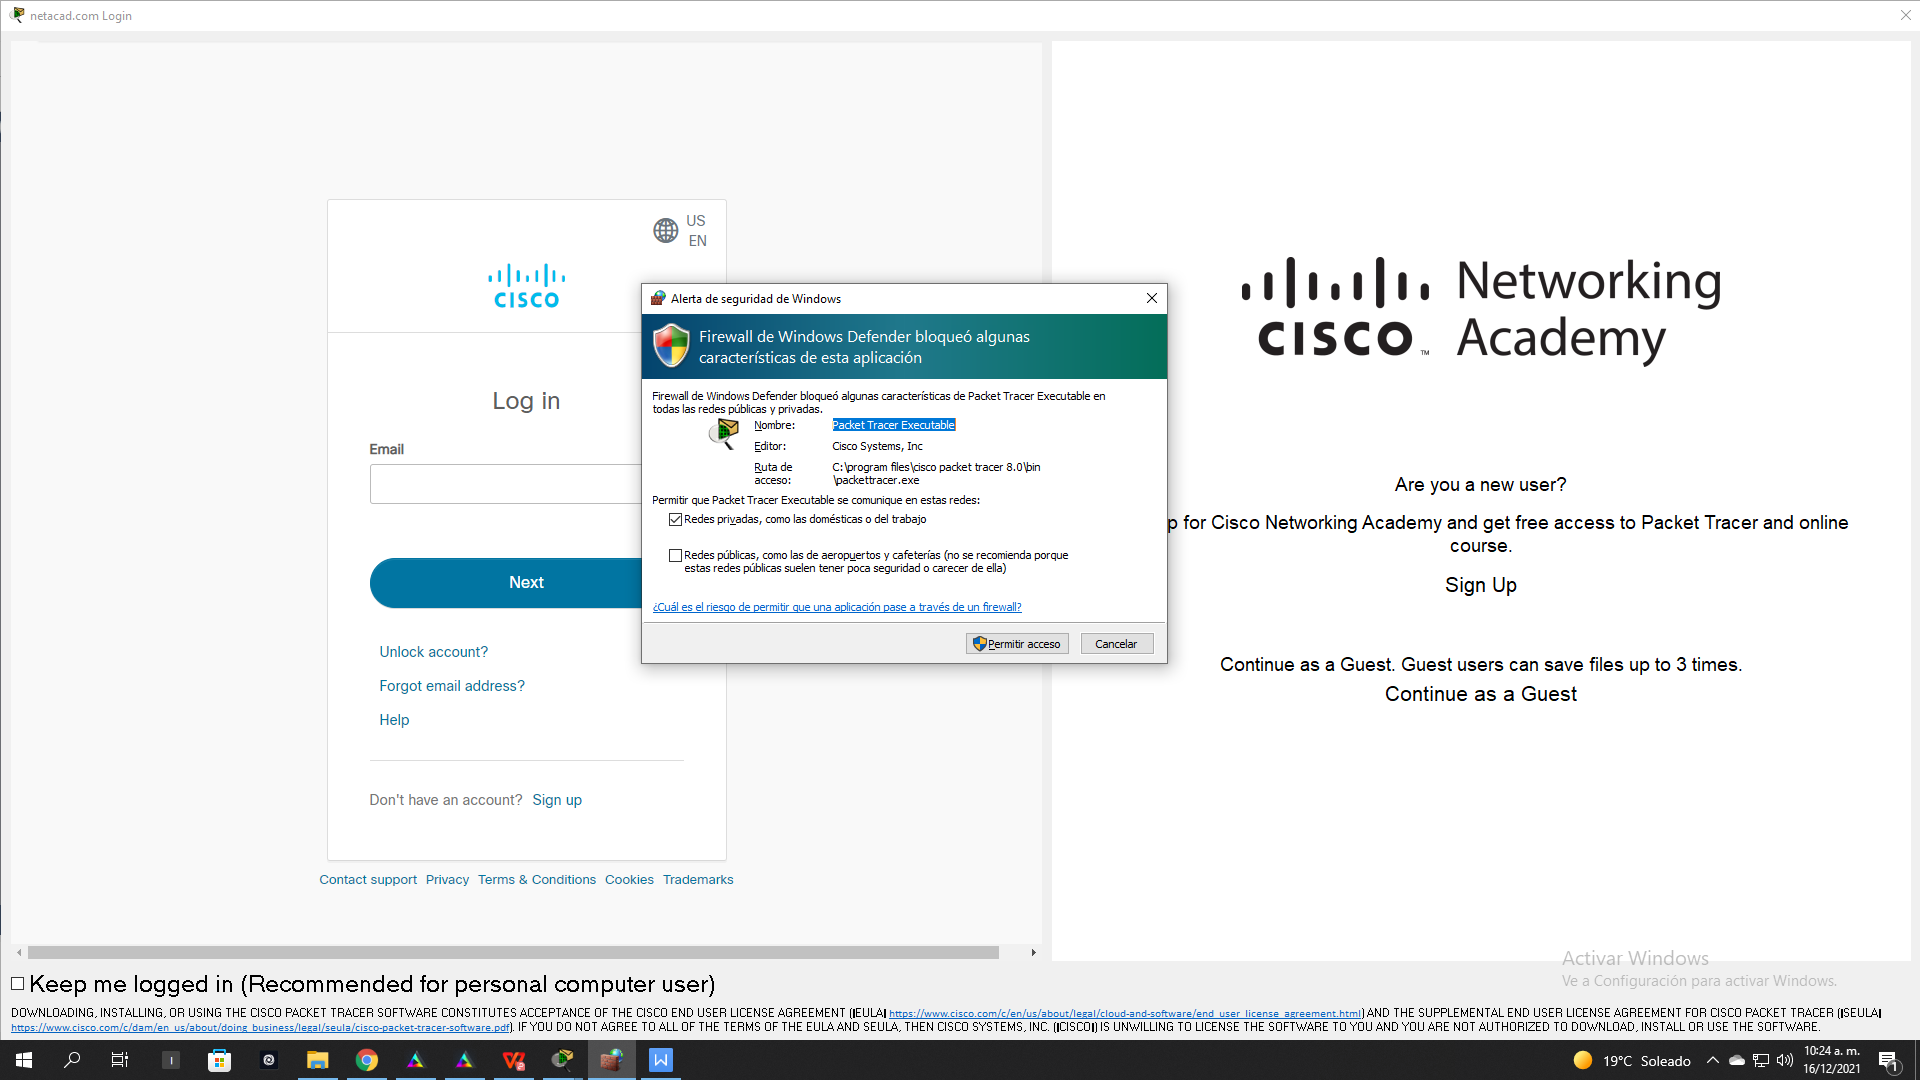 netacad.com Login
US
EN
CISCO
Log in
Email
Next
Unlock account?
Forgot email address?
Help
Don't have an account? Sign up
Contact support Privacy Terms & Conditions Cookies Trademarks
Alerta de seguridad de Windows
Firewall de Windows Defender bloqueó algunas
características de esta aplicación
Firewall de Windows Defender bloqueó algunas características de Packet Tracer Executable en
todas las redes públicas y privadas.
Nombre: Packet Tracer Executable
Editor: Cisco Systems, Inc
Ruta de C:\program files\cisco packet tracer 8.0\bin
acceso: \packettracer.exe
Permitir que Packet Tracer Executable se comunique en estas redes:
Redes privadas, como las domésticas o del trabajo
Redes públicas, como las de aeropuertos y cafeterías (no se recomienda porque
estas redes públicas suelen tener poca seguridad o carecer de ella)
¿Cuál es el riesgo de permitir que una aplicación pase a través de un firewall?
Permitir acceso Cancelar
Networking
CISCO™ Academy
Are you a new user?
p for Cisco Networking Academy and get free access to Packet Tracer and online
course.
Sign Up
Continue as a Guest. Guest users can save files up to 3 times.
Continue as a Guest
Activar Windows
Ve a Configuración para activar Windows.
Keep me logged in (Recommended for personal computer user)
DOWNLOADING, INSTALLING, OR USING THE CISCO PACKET TRACER SOFTWARE CONSTITUTES ACCEPTANCE OF THE CISCO END USER LICENSE AGREEMENT (|EULA| https://www.cisco.com/c/en/us/about/legal/cloud-and-software/end_user_license_agreement.html) AND THE SUPPLEMENTAL END USER LICENSE AGREEMENT FOR CISCO PACKET TRACER (|SEULA|
https://www.cisco.com/c/dam/en_us/about/doing_business/legal/seula/cisco-packet-tracer-software.pdf). IF YOU DO NOT AGREE TO ALL OF THE TERMS OF THE EULA AND SEULA, THEN CISCO SYSTEMS, INC. (|CISCO|) IS UNWILLING TO LICENSE THE SOFTWARE TO YOU AND YOU ARE NOT AUTHORIZED TO DOWNLOAD, INSTALL OR USE THE SOFTWARE.
19°C Soleado
10:24 a. m.
16/12/2021
1